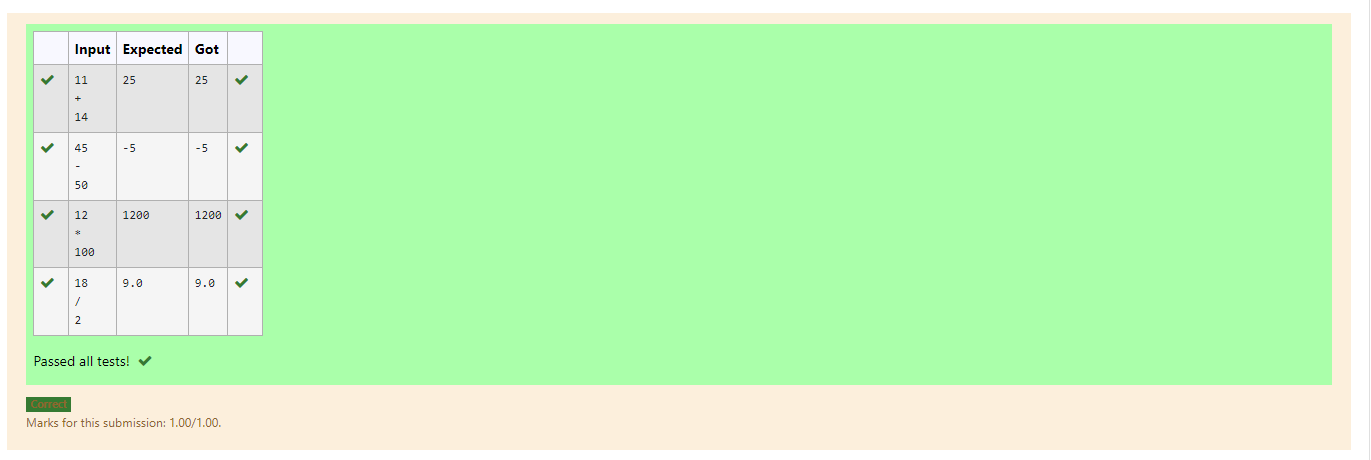 Input Expected Got
11 25 25
+
14
45 -5 -5
-
50
12 1200 1200
*
100
18 9.0 9.0
/
2
Passed all tests!
Correct
Marks for this submission: 1.00/1.00.